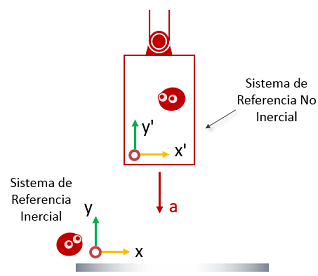 Sistema de
Referencia No
Inercial
y'
x'
a
Sistema de
Referencia
Inercial
y
x